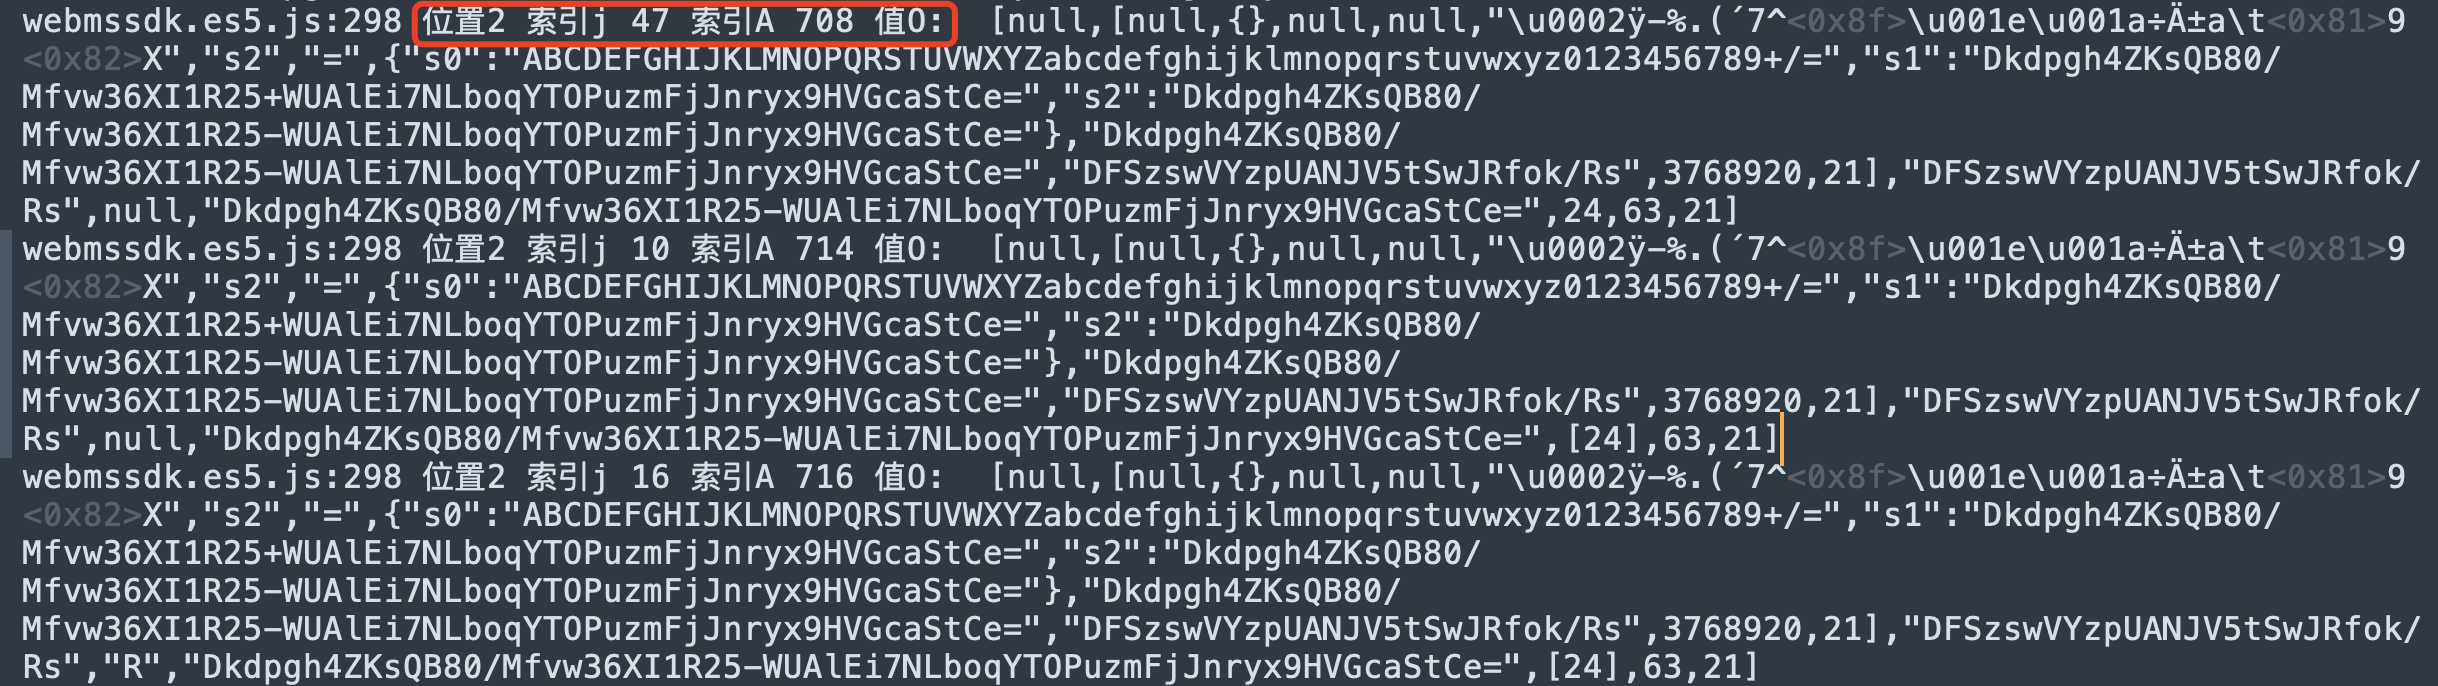 webmssdk.es5.js:298 位置2 索引j 47 索引A 708 值O:  [null,[null,{},null,null,"\u0002ÿ-%.(´7^<0x8f>\u001e\u001a÷Ä±a\t<0x81>9
<0x82>X","s2","=",{"s0":"ABCDEFGHIJKLMNOPQRSTUVWXYZabcdefghijklmnopqrstuvwxyz0123456789+/=","s1":"Dkdpgh4ZKsQB80/
Mfvw36XI1R25+WUAlEi7NLboqYTOPuzmFjJnryx9HVGcaStCe=","s2":"Dkdpgh4ZKsQB80/
Mfvw36XI1R25-WUAlEi7NLboqYTOPuzmFjJnryx9HVGcaStCe="},"Dkdpgh4ZKsQB80/
Mfvw36XI1R25-WUAlEi7NLboqYTOPuzmFjJnryx9HVGcaStCe=","DFSzswVYzpUANJV5tSwJRfok/Rs",3768920,21],"DFSzswVYzpUANJV5tSwJRfok/
Rs",null,"Dkdpgh4ZKsQB80/Mfvw36XI1R25-WUAlEi7NLboqYTOPuzmFjJnryx9HVGcaStCe=",24,63,21]
webmssdk.es5.js:298 位置2 索引j 10 索引A 714 值O:  [null,[null,{},null,null,"\u0002ÿ-%.(´7^<0x8f>\u001e\u001a÷Ä±a\t<0x81>9
<0x82>X","s2","=",{"s0":"ABCDEFGHIJKLMNOPQRSTUVWXYZabcdefghijklmnopqrstuvwxyz0123456789+/=","s1":"Dkdpgh4ZKsQB80/
Mfvw36XI1R25+WUAlEi7NLboqYTOPuzmFjJnryx9HVGcaStCe=","s2":"Dkdpgh4ZKsQB80/
Mfvw36XI1R25-WUAlEi7NLboqYTOPuzmFjJnryx9HVGcaStCe="},"Dkdpgh4ZKsQB80/
Mfvw36XI1R25-WUAlEi7NLboqYTOPuzmFjJnryx9HVGcaStCe=","DFSzswVYzpUANJV5tSwJRfok/Rs",3768920,21],"DFSzswVYzpUANJV5tSwJRfok/
Rs",null,"Dkdpgh4ZKsQB80/Mfvw36XI1R25-WUAlEi7NLboqYTOPuzmFjJnryx9HVGcaStCe=",[24],63,21]
webmssdk.es5.js:298 位置2 索引j 16 索引A 716 值O:  [null,[null,{},null,null,"\u0002ÿ-%.(´7^<0x8f>\u001e\u001a÷Ä±a\t<0x81>9
<0x82>X","s2","=",{"s0":"ABCDEFGHIJKLMNOPQRSTUVWXYZabcdefghijklmnopqrstuvwxyz0123456789+/=","s1":"Dkdpgh4ZKsQB80/
Mfvw36XI1R25+WUAlEi7NLboqYTOPuzmFjJnryx9HVGcaStCe=","s2":"Dkdpgh4ZKsQB80/
Mfvw36XI1R25-WUAlEi7NLboqYTOPuzmFjJnryx9HVGcaStCe="},"Dkdpgh4ZKsQB80/
Mfvw36XI1R25-WUAlEi7NLboqYTOPuzmFjJnryx9HVGcaStCe=","DFSzswVYzpUANJV5tSwJRfok/Rs",3768920,21],"DFSzswVYzpUANJV5tSwJRfok/
Rs","R","Dkdpgh4ZKsQB80/Mfvw36XI1R25-WUAlEi7NLboqYTOPuzmFjJnryx9HVGcaStCe=",[24],63,21]